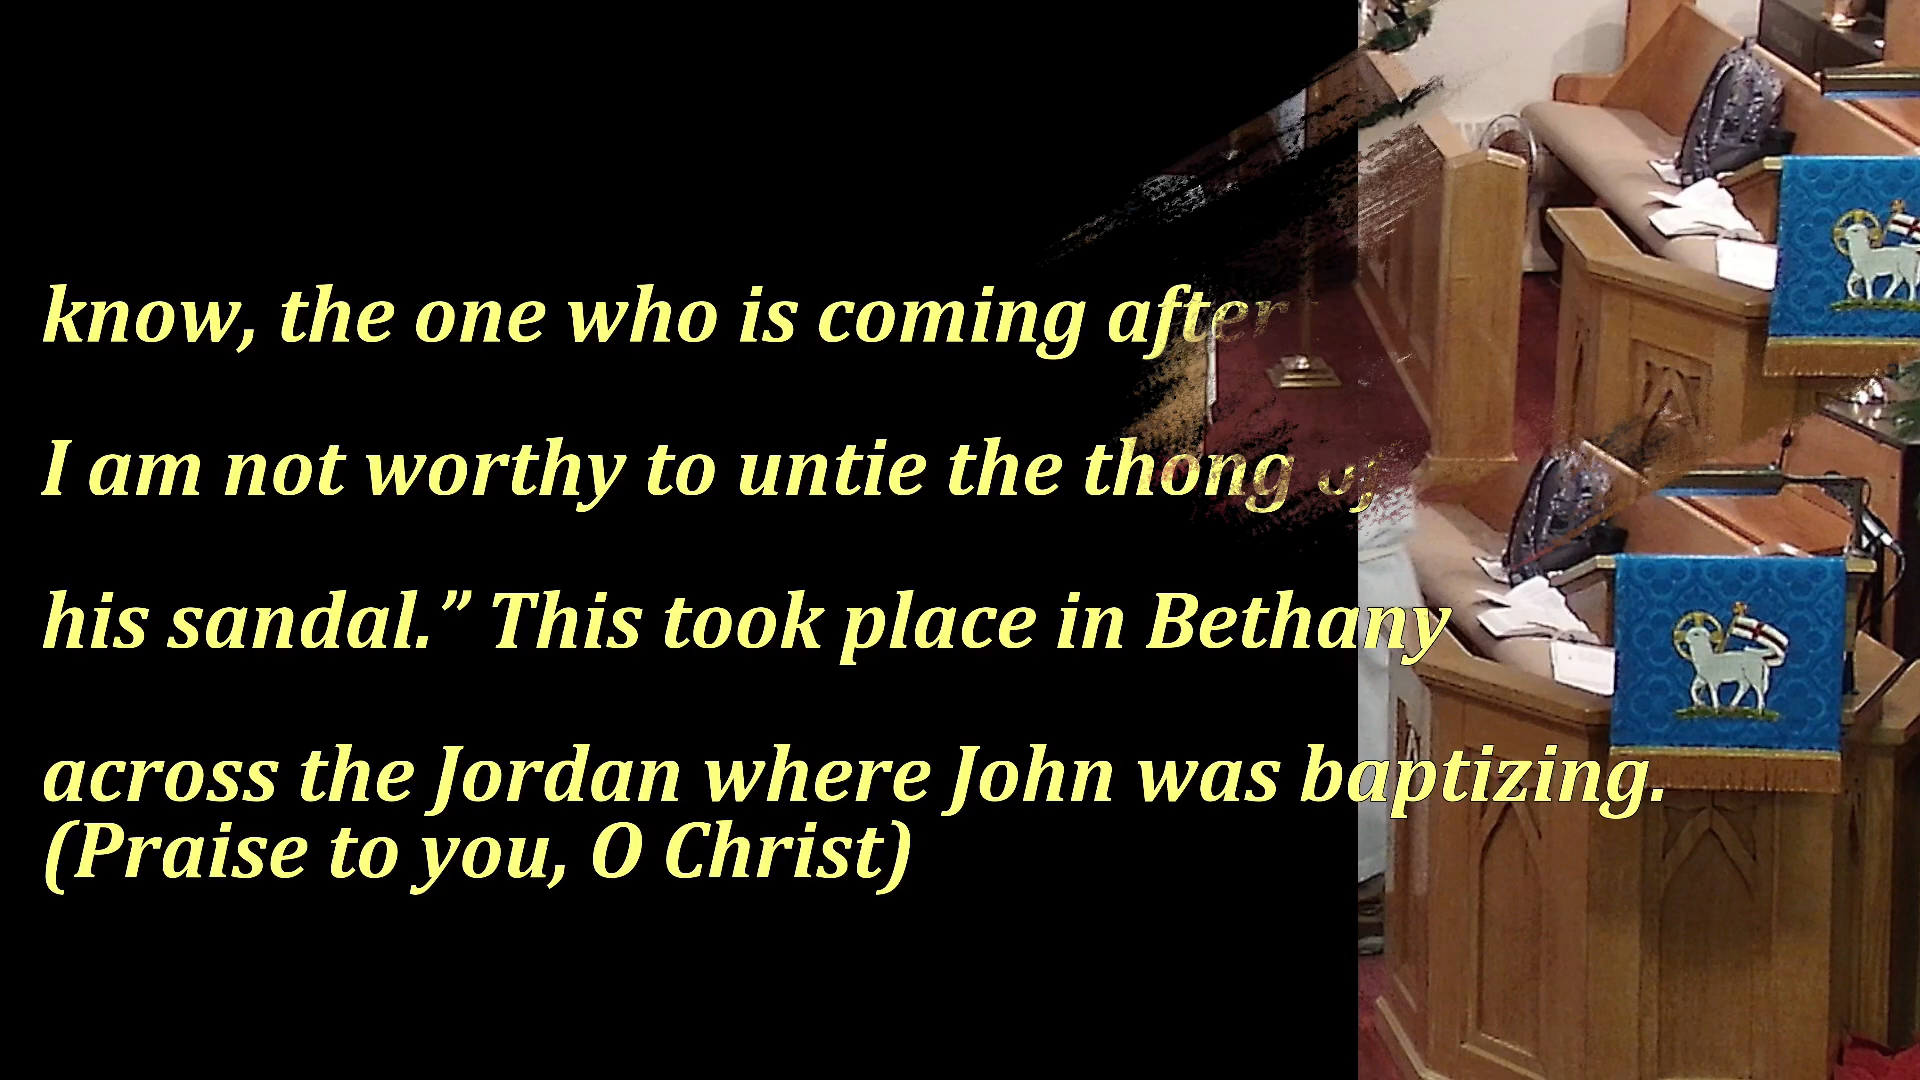 know, the one who is coming after
I am not worthy to untie the thong of
his sandal.” This took place in Bethany
across the Jordan where John was baptizing.
(Praise to you, O Christ)